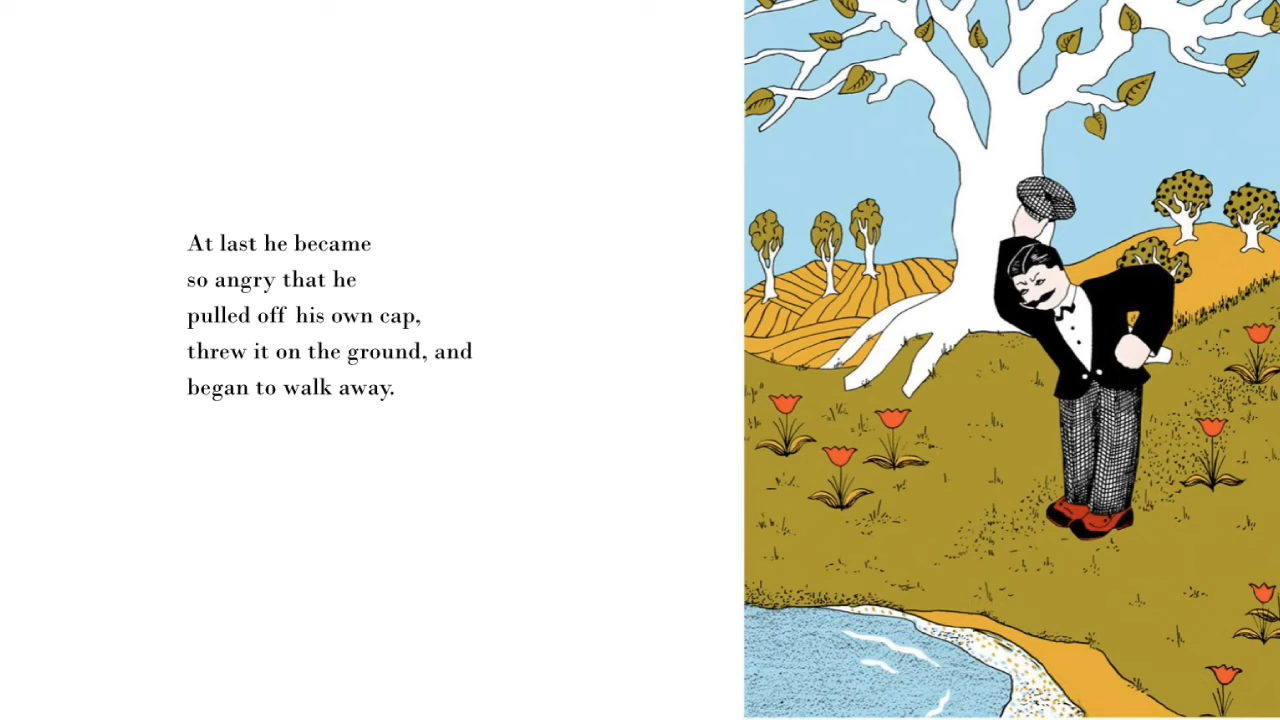 At last he became
so angry that he
pulled off his own cap,
threw it on the ground, and
began to walk away.